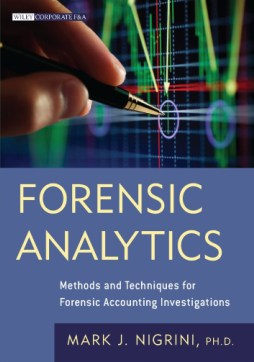 WILEY CORPORATE F&A
FORENSIC
ANALYTICS
Methods and Techniques for
Forensic Accounting Investigations
MARK J. NIGRINI, PH.D.